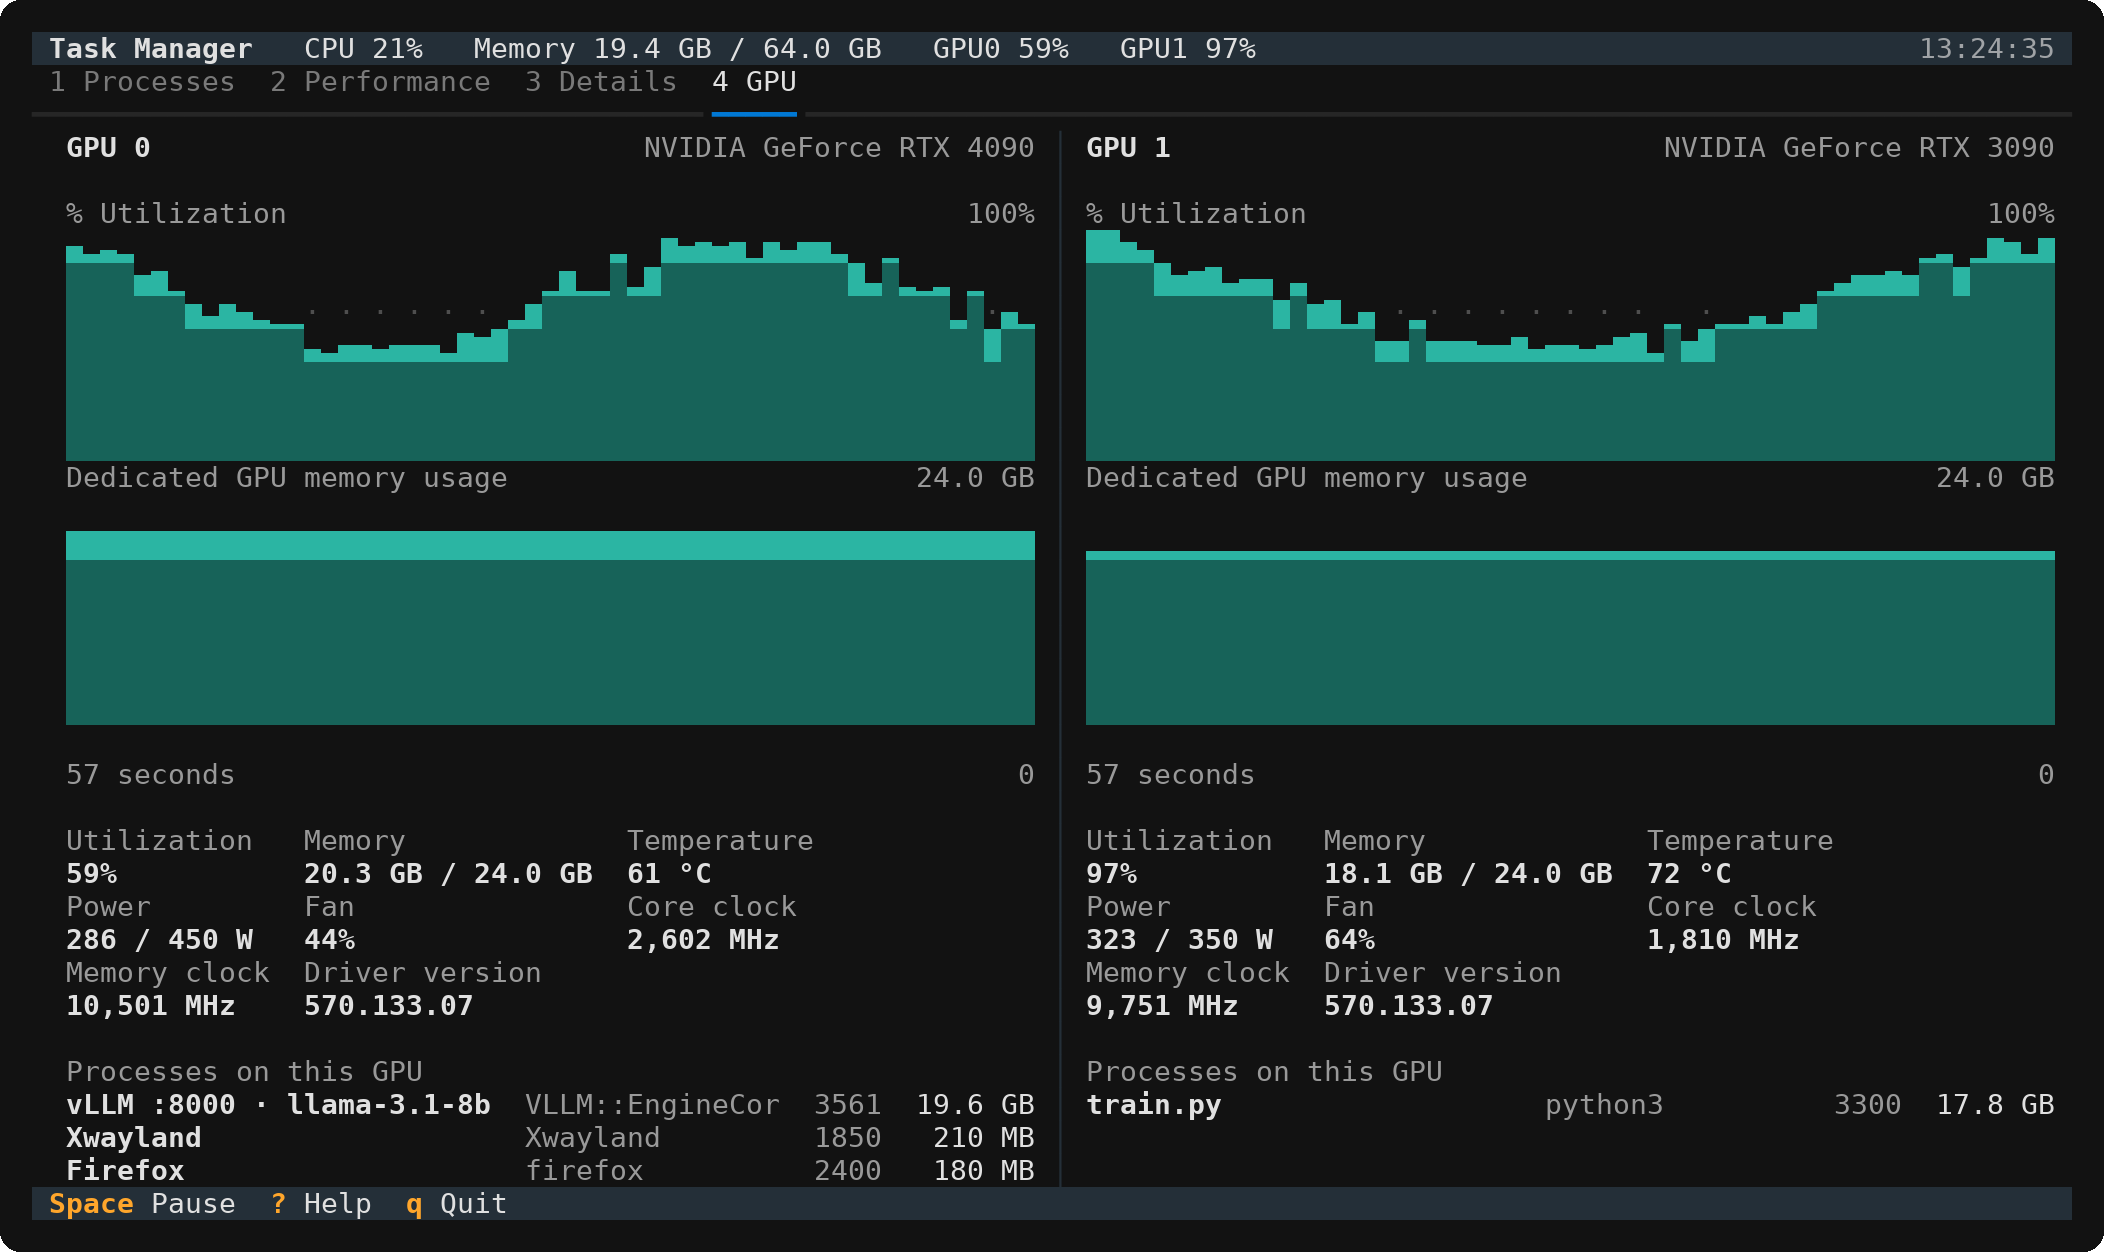 Task Manager   CPU 21%   Memory 19.4 GB / 64.0 GB   GPU0 59%   GPU1 97%   13:24:35
1 Processes  2 Performance  3 Details  4 GPU
GPU 0   NVIDIA GeForce RTX 4090
% Utilization   100%
Dedicated GPU memory usage   24.0 GB
57 seconds   0
Utilization   Memory   Temperature
59%   20.3 GB / 24.0 GB   61 °C
Power   Fan   Core clock
286 / 450 W   44%   2,602 MHz
Memory clock   Driver version
10,501 MHz   570.133.07
Processes on this GPU
vLLM :8000 · llama-3.1-8b   VLLM::EngineCor   3561   19.6 GB
Xwayland   Xwayland   1850   210 MB
Firefox   firefox   2400   180 MB
GPU 1   NVIDIA GeForce RTX 3090
% Utilization   100%
Dedicated GPU memory usage   24.0 GB
57 seconds   0
Utilization   Memory   Temperature
97%   18.1 GB / 24.0 GB   72 °C
Power   Fan   Core clock
323 / 350 W   64%   1,810 MHz
Memory clock   Driver version
9,751 MHz   570.133.07
Processes on this GPU
train.py   python3   3300   17.8 GB
Space Pause  ? Help  q Quit